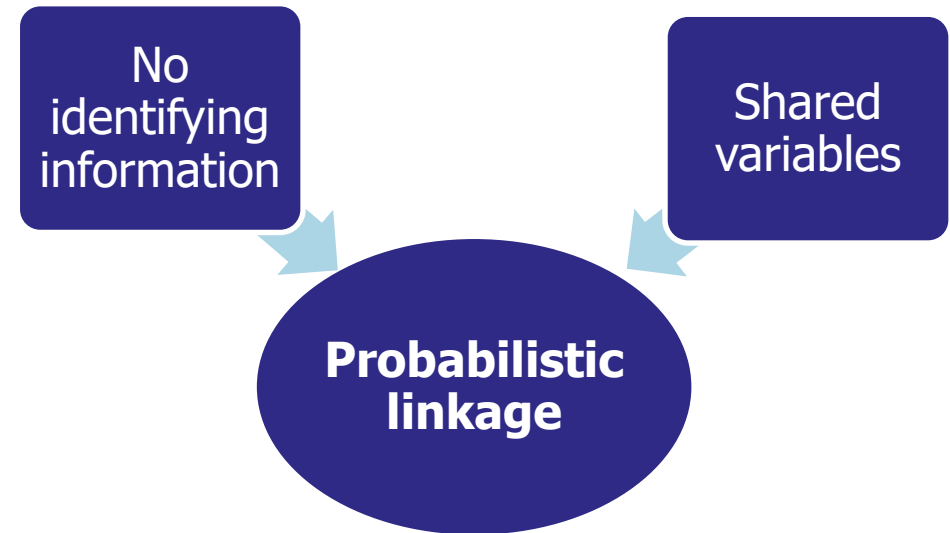 No
identifying
information
Shared
variables
Probabilistic
linkage